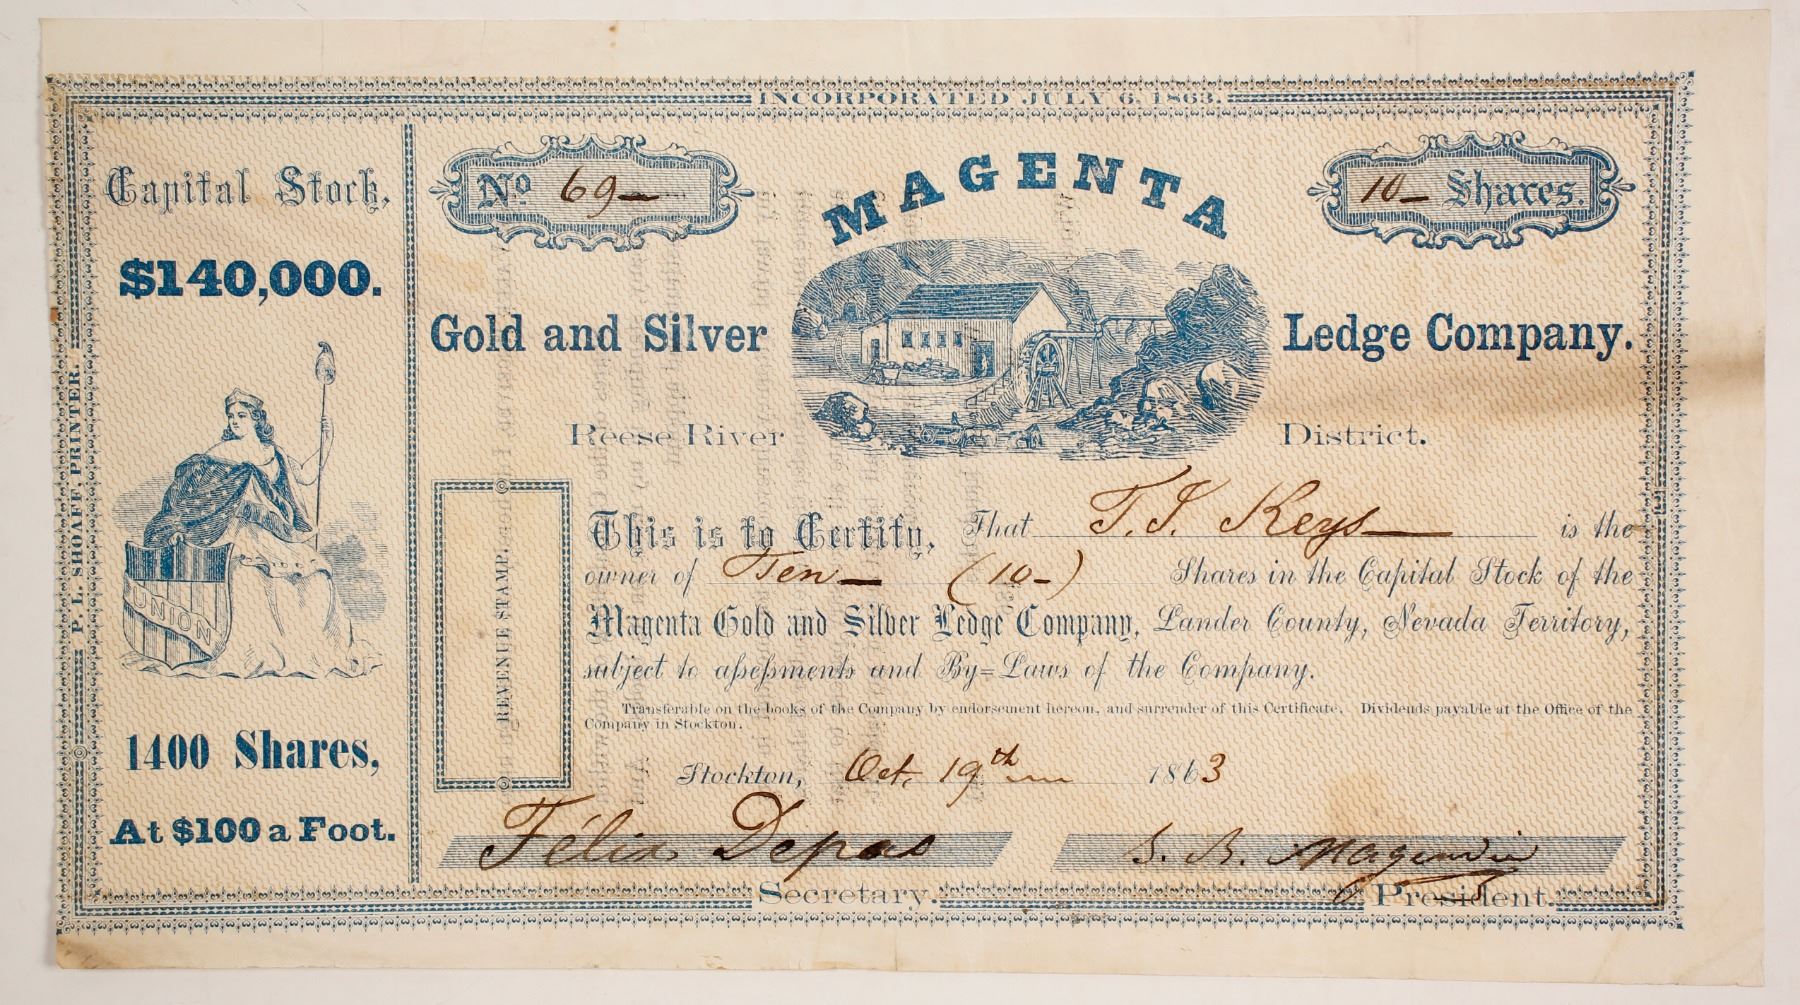 INCORPORATED JULY 6, 1863.
Capital Stock,
$140,000.
UNION
1400 Shares,
At $100 a Foot.
P. L. SHOAFF, PRINTER.
No 69
MAGENTA
10 Shares.
Gold and Silver Ledge Company.
Reese River District.
REVENUE STAMP.
This is to Certify, That T. J. Keys is the
owner of Ten (10) Shares in the Capital Stock of the
Magenta Gold and Silver Ledge Company, Lander County, Nevada Territory,
subject to assessments and By=Laws of the Company.
Transferable on the books of the Company by endorsement hereon, and surrender of this Certificate. Dividends payable at the Office of the
Company in Stockton.
Stockton, Oct. 19th 1863
Félix Depas
Secretary.
President.